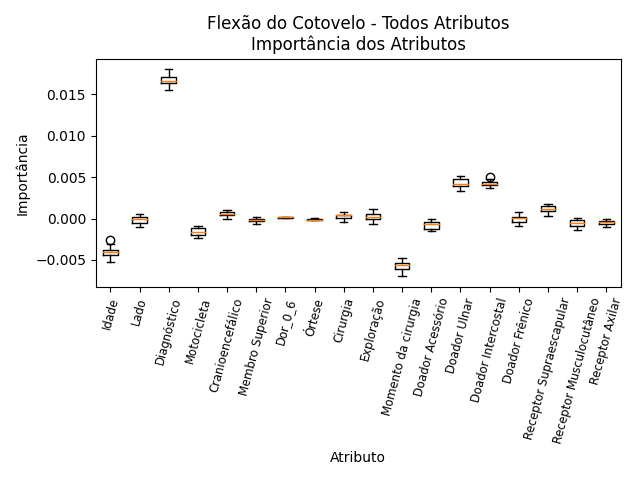 Flexão do Cotovelo - Todos Atributos
Importância dos Atributos
Importância
0.015
0.010
0.005
0.000
−0.005
Idade
Lado
Diagnóstico
Motocicleta
Cranioencefálico
Membro Superior
Dor_0_6
Órtese
Cirurgia
Exploração
Momento da cirurgia
Doador Acessório
Doador Ulnar
Doador Intercostal
Doador Frênico
Receptor Supraescapular
Receptor Musculocutâneo
Receptor Axilar
Atributo